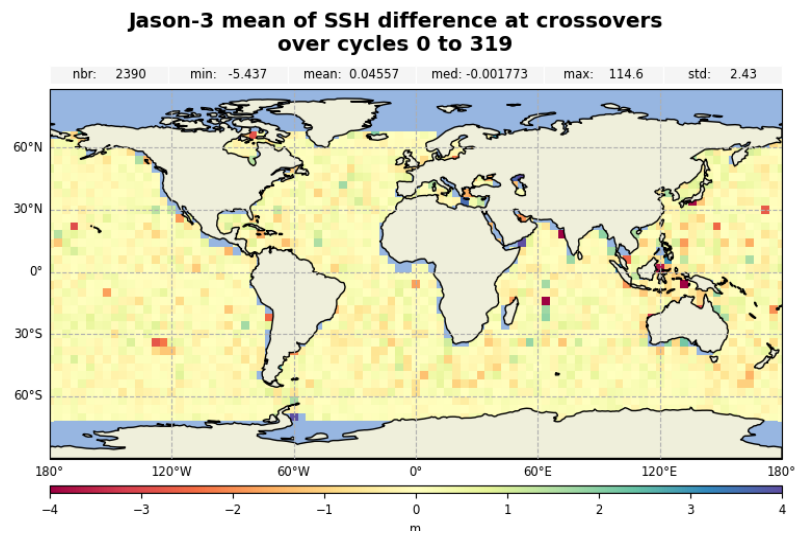 Jason-3 mean of SSH difference at crossovers
over cycles 0 to 319
nbr: 2390 min: -5.437 mean: 0.04557 med: -0.001773 max: 114.6 std: 2.43
60°N
30°N
0°
30°S
60°S
180° 120°W 60°W 0° 60°E 120°E 180°
−4 −3 −2 −1 0 1 2 3 4
m